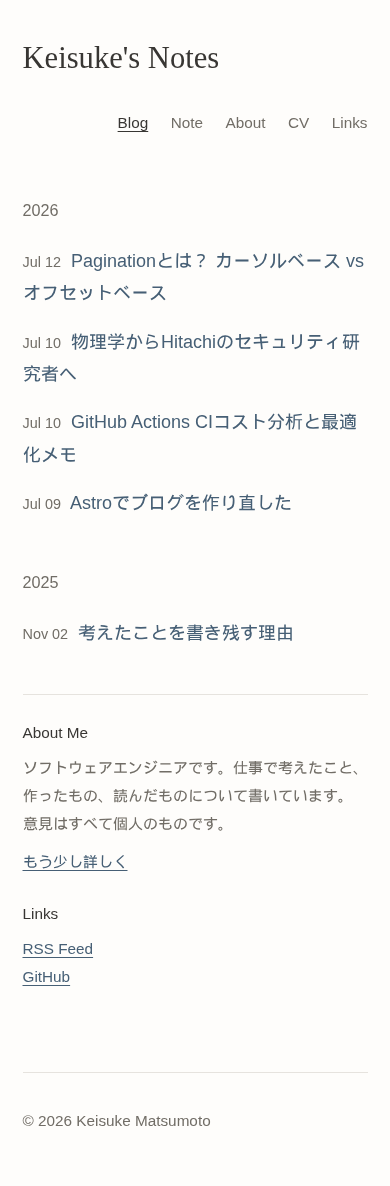 Keisuke's Notes
Blog Note About CV Links
2026
Jul 12 Paginationとは？ カーソルベース vs
オフセットベース
Jul 10 物理学からHitachiのセキュリティ研
究者へ
Jul 10 GitHub Actions CIコスト分析と最適
化メモ
Jul 09 Astroでブログを作り直した
2025
Nov 02 考えたことを書き残す理由
About Me
ソフトウェアエンジニアです。仕事で考えたこと、
作ったもの、読んだものについて書いています。
意見はすべて個人のものです。
もう少し詳しく
Links
RSS Feed
GitHub
© 2026 Keisuke Matsumoto